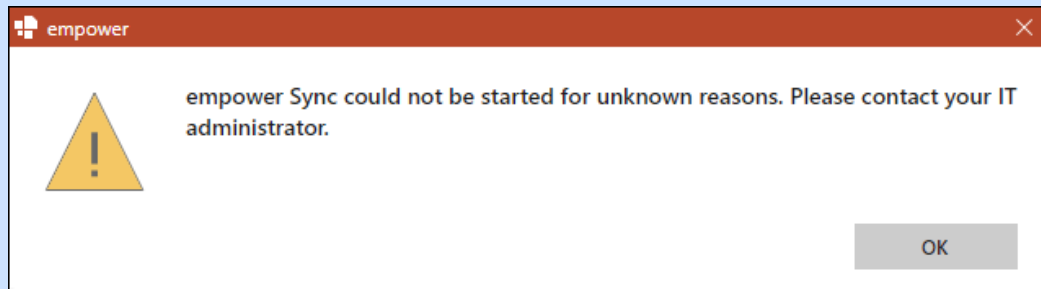 empower
empower Sync could not be started for unknown reasons. Please contact your IT
administrator.
OK